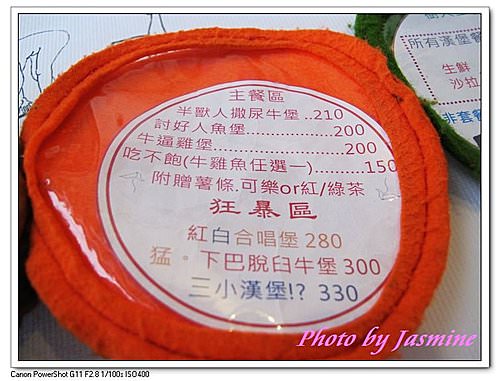 主餐區
半獸人撒尿牛堡..210
討好人魚堡................200
牛逼雞堡......................200
吃不飽(牛雞魚任選一)........150
附贈薯條.可樂or紅/綠茶
狂暴區
紅白合唱堡 280
猛。下巴脫臼牛堡 300
三小漢堡!? 330
所有漢堡
生鮮
沙拉
非套餐
Photo by Jasmine
Canon PowerShot G11 F2.8 1/100s ISO400